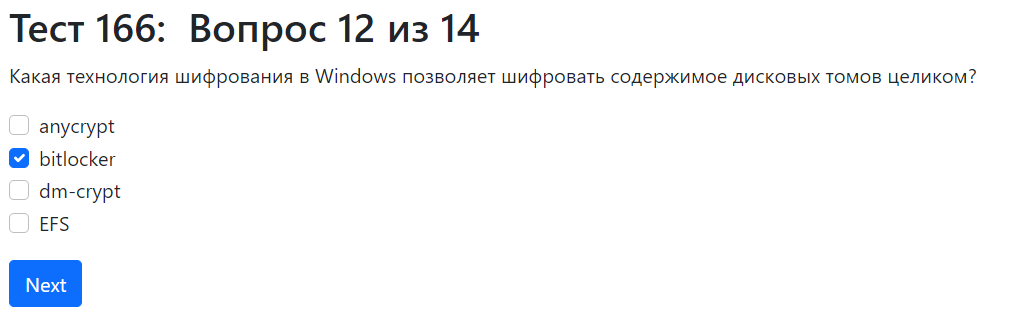 Тест 166: Вопрос 12 из 14
Какая технология шифрования в Windows позволяет шифровать содержимое дисковых томов целиком?
anycrypt
bitlocker
dm-crypt
EFS
Next